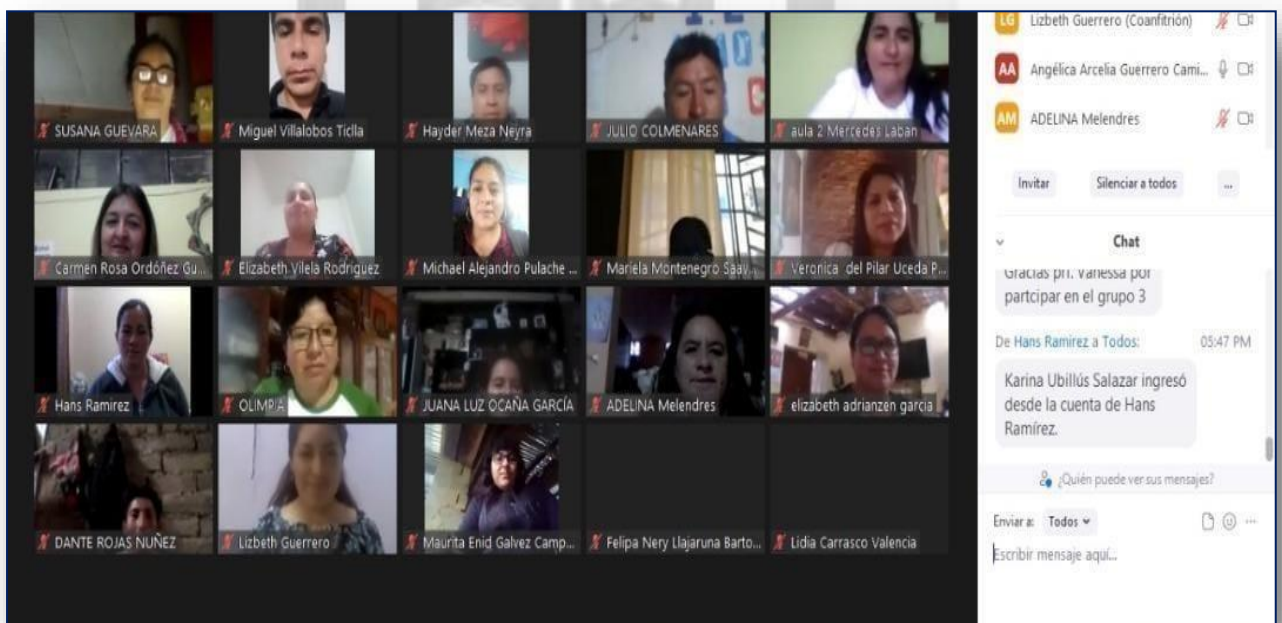 SUSANA GUEVARA
Miguel Villalobos Ticlla
Hayder Meza Neyra
JULIO COLMENARES
aula 2 Mercedes Laban
Carmen Rosa Ordóñez Gu...
Elizabeth Vilela Rodriguez
Michael Alejandro Pulache ...
Mariela Montenegro Saav...
Veronica del Pilar Uceda P...
Hans Ramirez
OLIMPIA
JUANA LUZ OCAÑA GARCÍA
ADELINA Melendres
elizabeth adrianzen garcia
DANTE ROJAS NUÑEZ
Lizbeth Guerrero
Maurita Enid Galvez Camp...
Felipa Nery Llajaruna Barto...
Lidia Carrasco Valencia
LG Lizbeth Guerrero (Coanfitrión)
AA Angélica Arcelia Guerrero Cami...
AM ADELINA Melendres
Invitar Silenciar a todos ...
Chat
Gracias prf. Vanessa por
partcipar en el grupo 3
De Hans Ramirez a Todos: 05:47 PM
Karina Ubillús Salazar ingresó
desde la cuenta de Hans
Ramírez.
¿Quién puede ver sus mensajes?
Enviar a: Todos
Escribir mensaje aquí...